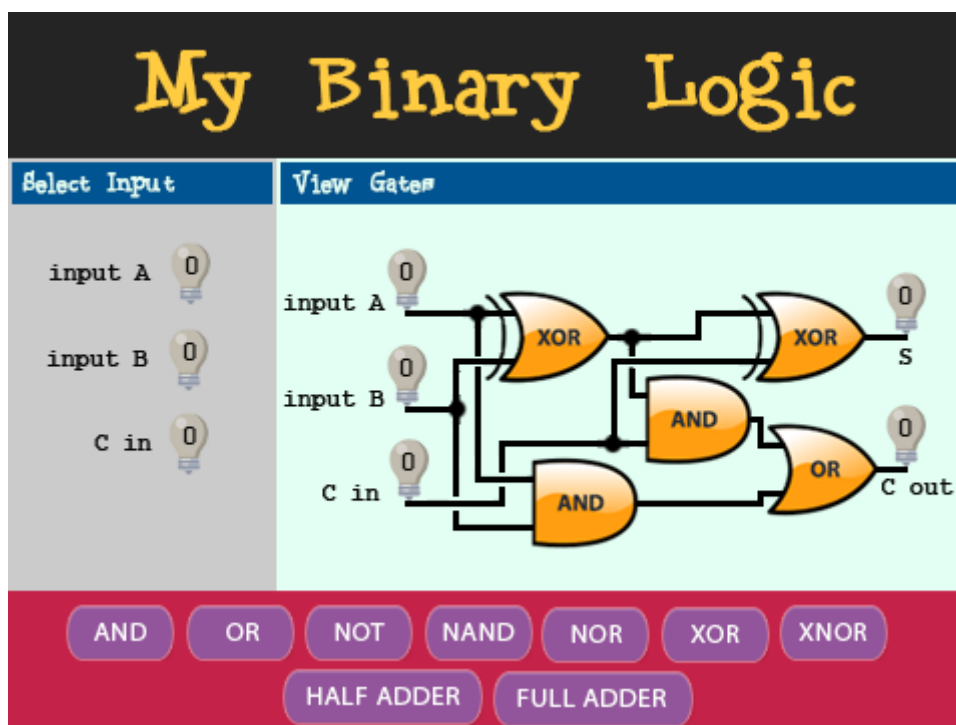 My Binary Logic
Select Input
View Gates
input A 0
input B 0
C in 0
input A 0
input B 0
C in 0
XOR
XOR
AND
AND
OR
0
S
0
C out
AND OR NOT NAND NOR XOR XNOR
HALF ADDER FULL ADDER